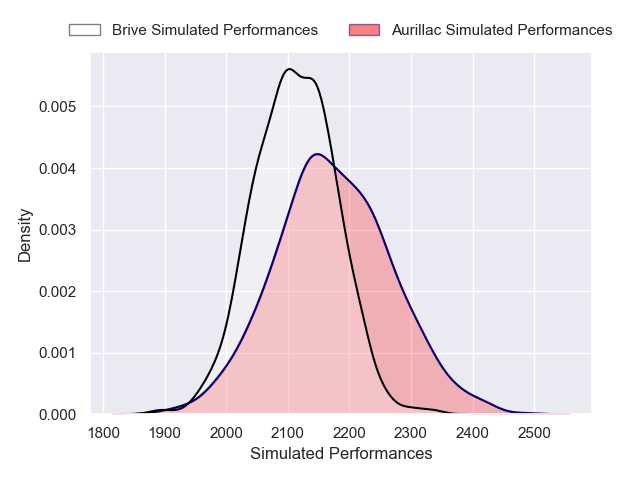 Brive Simulated Performances
Aurillac Simulated Performances
Density
0.005
0.004
0.003
0.002
0.001
0.000
1800 1900 2000 2100 2200 2300 2400 2500
Simulated Performances